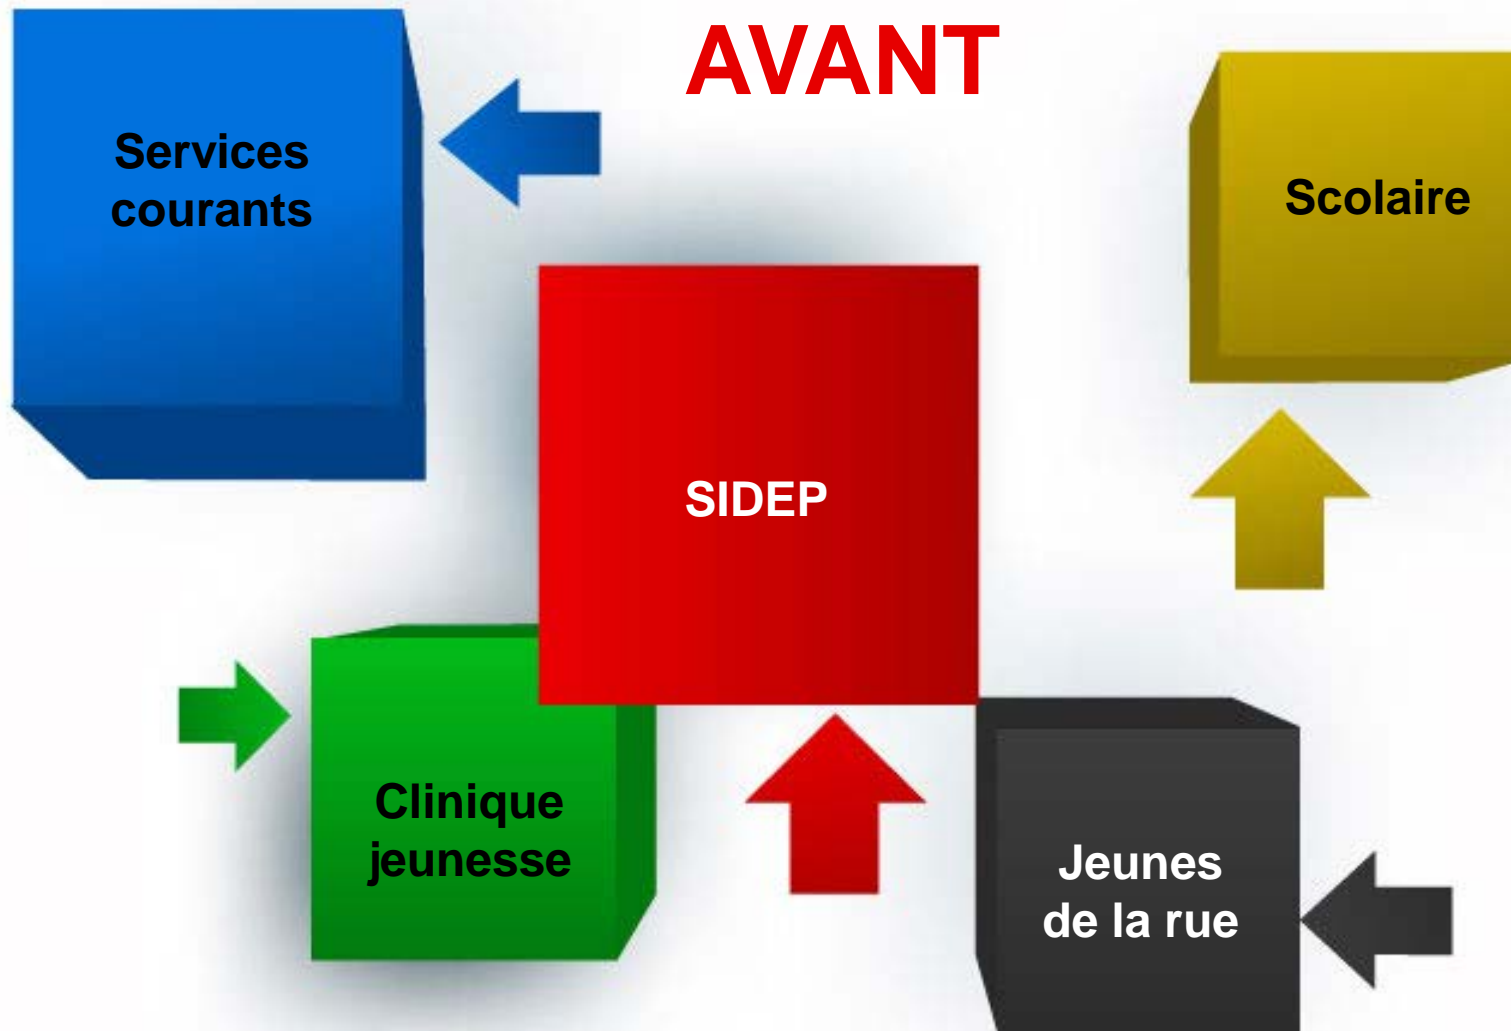 AVANT
Services
courants
Scolaire
SIDEP
Clinique
jeunesse
Jeunes
de la rue